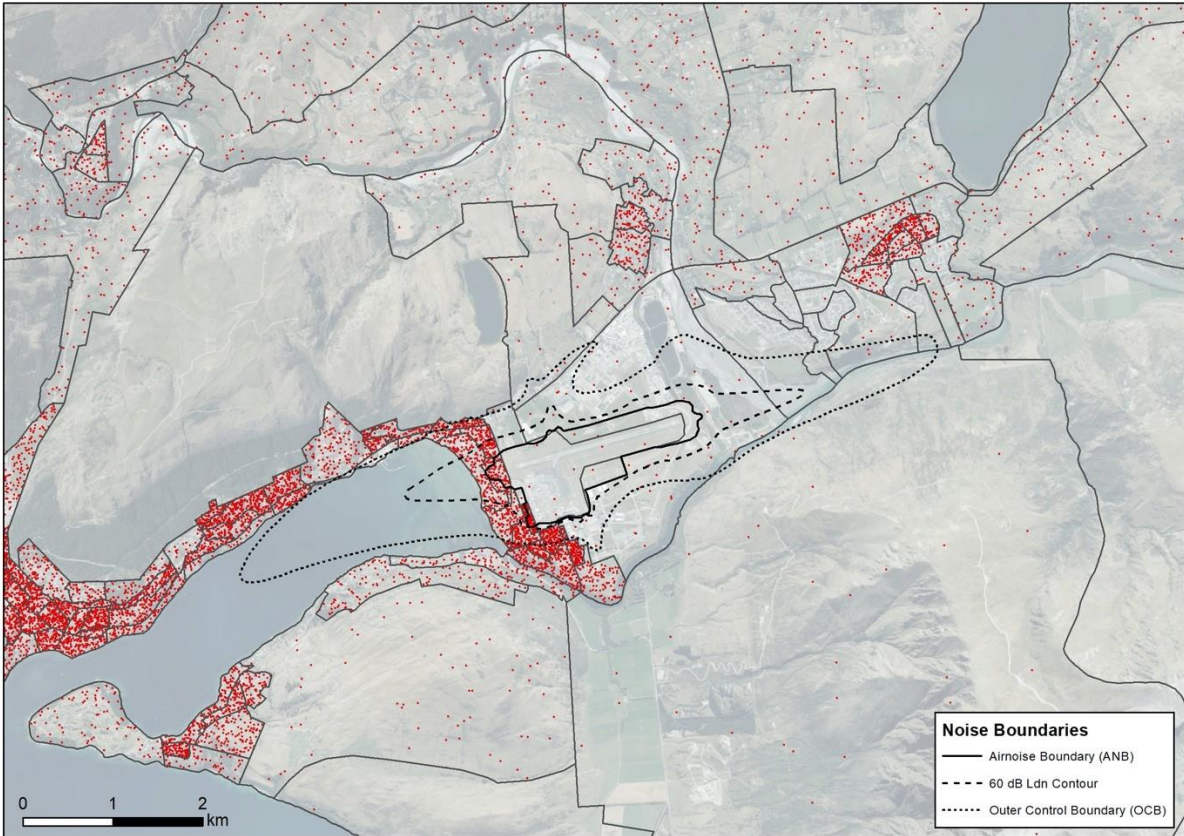 Noise Boundaries
Airnoise Boundary (ANB)
60 dB Ldn Contour
Outer Control Boundary (OCB)
0 1 2
km